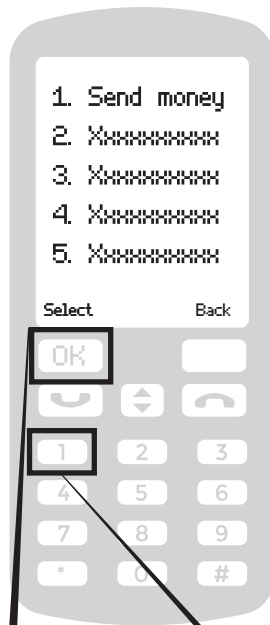 1. Send money
2. Xxxxxxxxxx
3. Xxxxxxxxxx
4. Xxxxxxxxxx
5. Xxxxxxxxxx
Select Back
OK
1 2 3
4 5 6
7 8 9
* 0 #